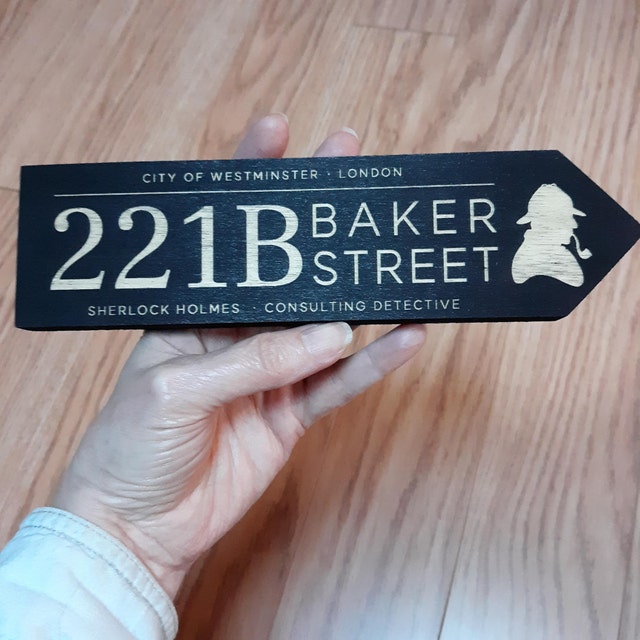 CITY OF WESTMINSTER · LONDON
221B BAKER STREET
SHERLOCK HOLMES · CONSULTING DETECTIVE